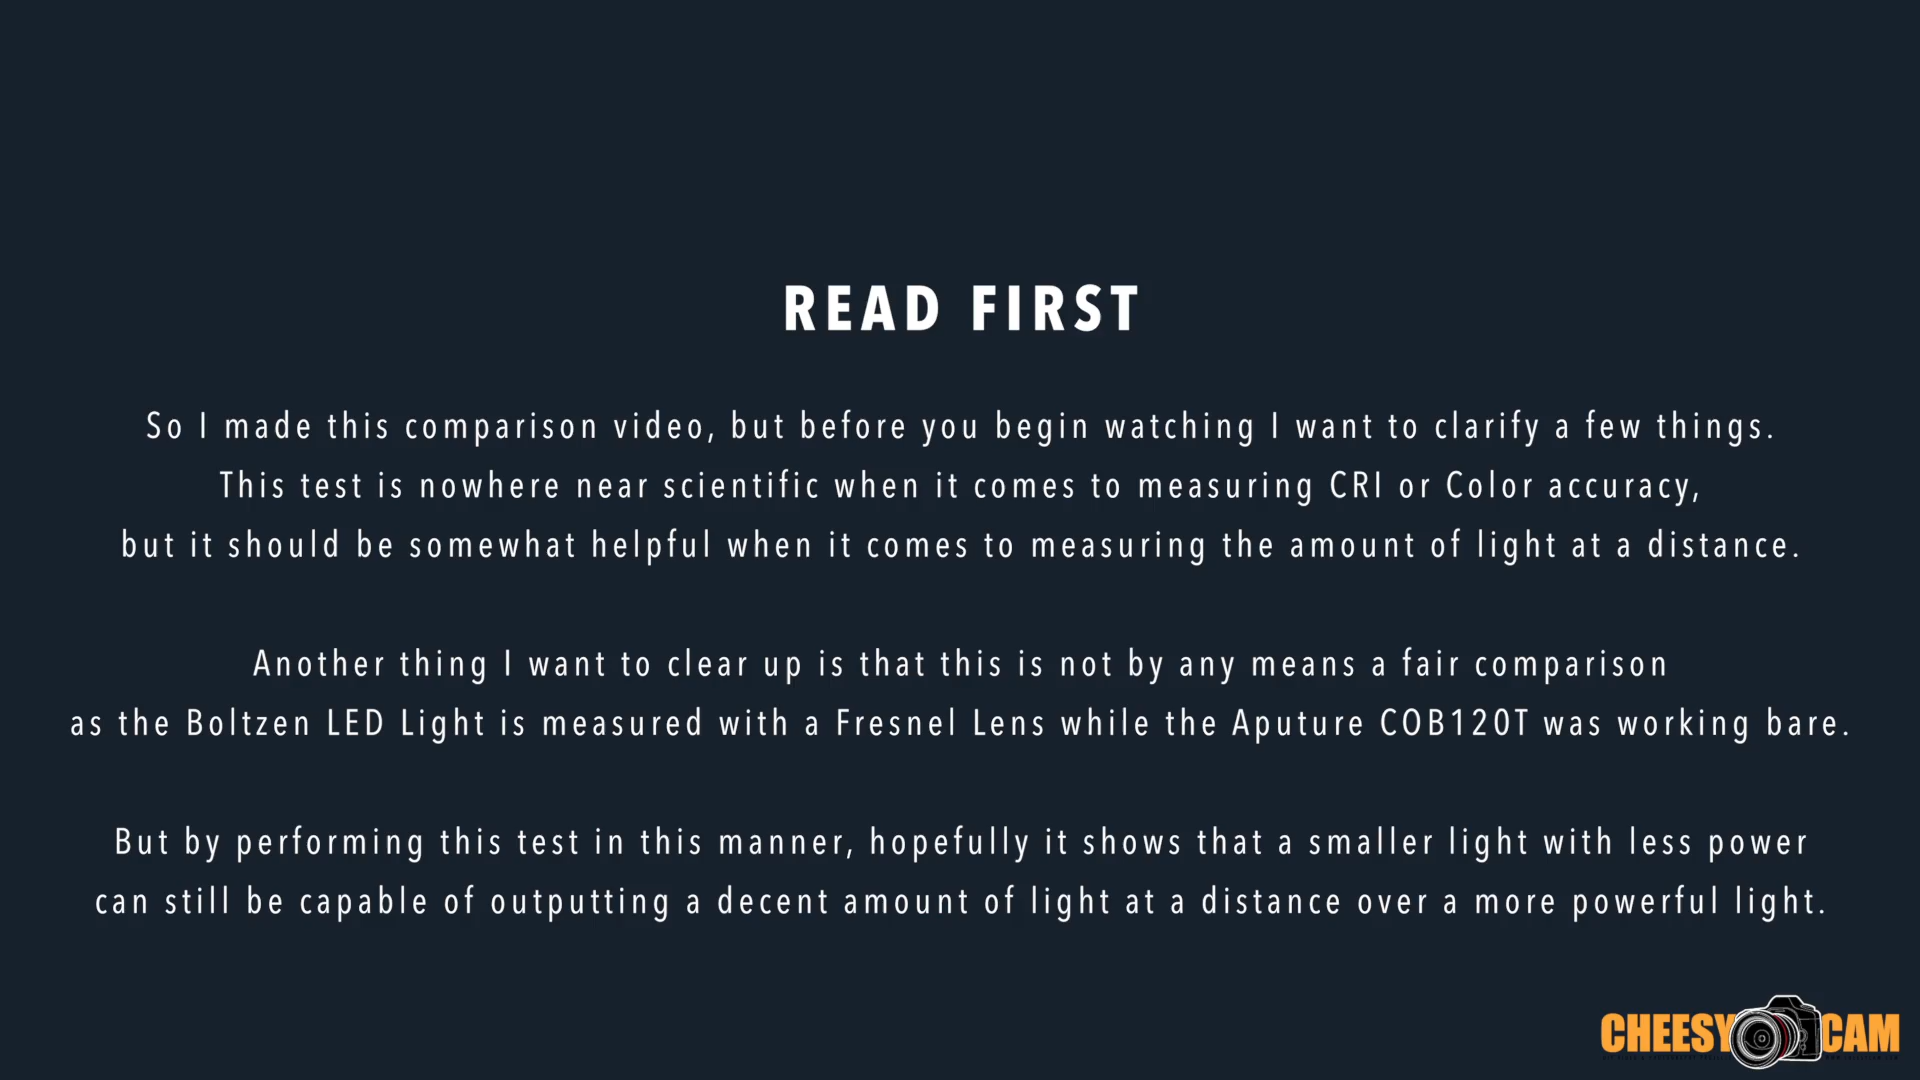 READ FIRST
So I made this comparison video, but before you begin watching I want to clarify a few things.
This test is nowhere near scientific when it comes to measuring CRI or Color accuracy,
but it should be somewhat helpful when it comes to measuring the amount of light at a distance.
Another thing I want to clear up is that this is not by any means a fair comparison
as the Boltzen LED Light is measured with a Fresnel Lens while the Aputure COB120T was working bare.
But by performing this test in this manner, hopefully it shows that a smaller light with less power
can still be capable of outputting a decent amount of light at a distance over a more powerful light.
CHEESY CAM